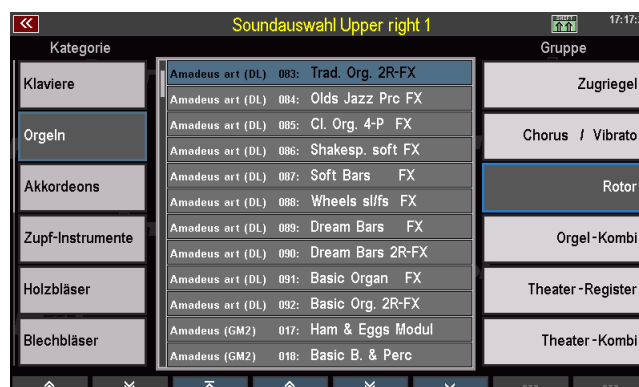 Soundauswahl Upper right 1
SHIFT
17:17:
Kategorie
Gruppe
Klaviere
Orgeln
Akkordeons
Zupf-Instrumente
Holzbläser
Blechbläser
Amadeus art (DL) 083: Trad. Org. 2R-FX
Amadeus art (DL) 084: Olds Jazz Prc FX
Amadeus art (DL) 085: Cl. Org. 4-P FX
Amadeus art (DL) 086: Shakesp. soft FX
Amadeus art (DL) 087: Soft Bars FX
Amadeus art (DL) 088: Wheels sl/fs FX
Amadeus art (DL) 089: Dream Bars FX
Amadeus art (DL) 090: Dream Bars 2R-FX
Amadeus art (DL) 091: Basic Organ FX
Amadeus art (DL) 092: Basic Org. 2R-FX
Amadeus (GM2) 017: Ham & Eggs Modul
Amadeus (GM2) 018: Basic B. & Perc
Zugriegel
Chorus / Vibrato
Rotor
Orgel-Kombi
Theater-Register
Theater-Kombi